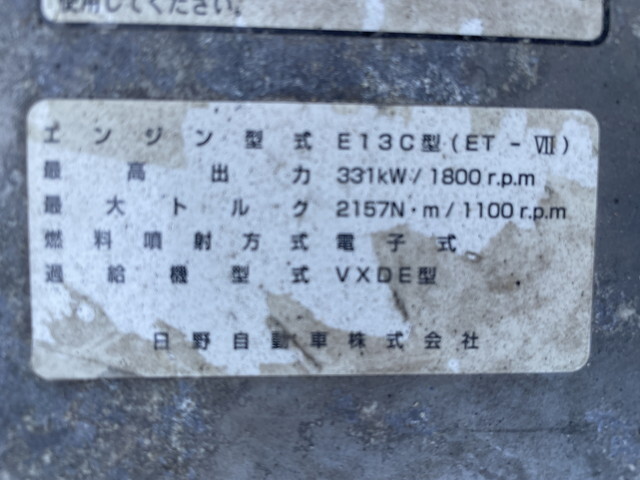 使用してください。
エンジン型式 E13C型(ET-Ⅶ)
最高出力 331kW/1800r.p.m
最大トルク 2157N・m/1100r.p.m
燃料噴射方式 電子式
過給機型式 VXDE型
日野自動車株式会社